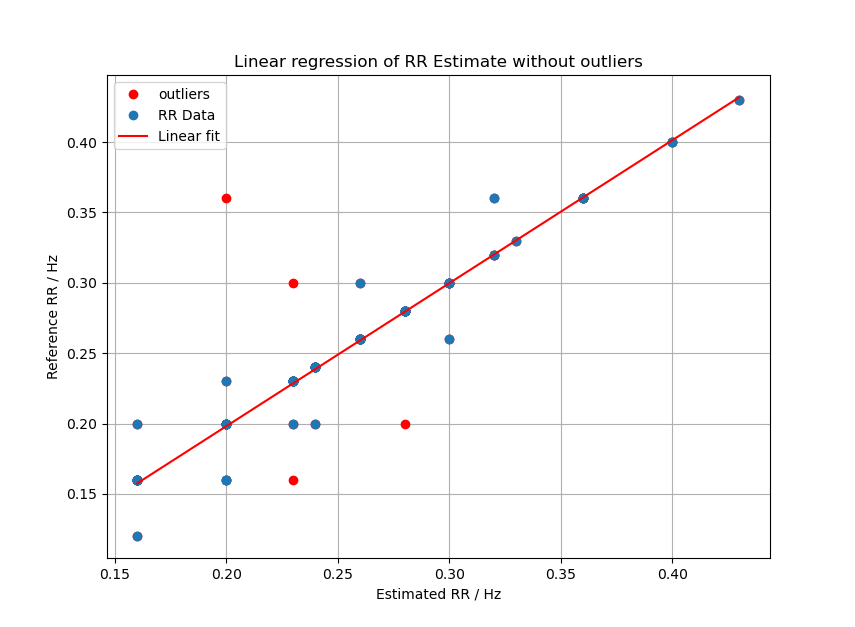 Linear regression of RR Estimate without outliers
outliers
RR Data
Linear fit
Reference RR / Hz
0.40
0.35
0.30
0.25
0.20
0.15
0.15 0.20 0.25 0.30 0.35 0.40
Estimated RR / Hz